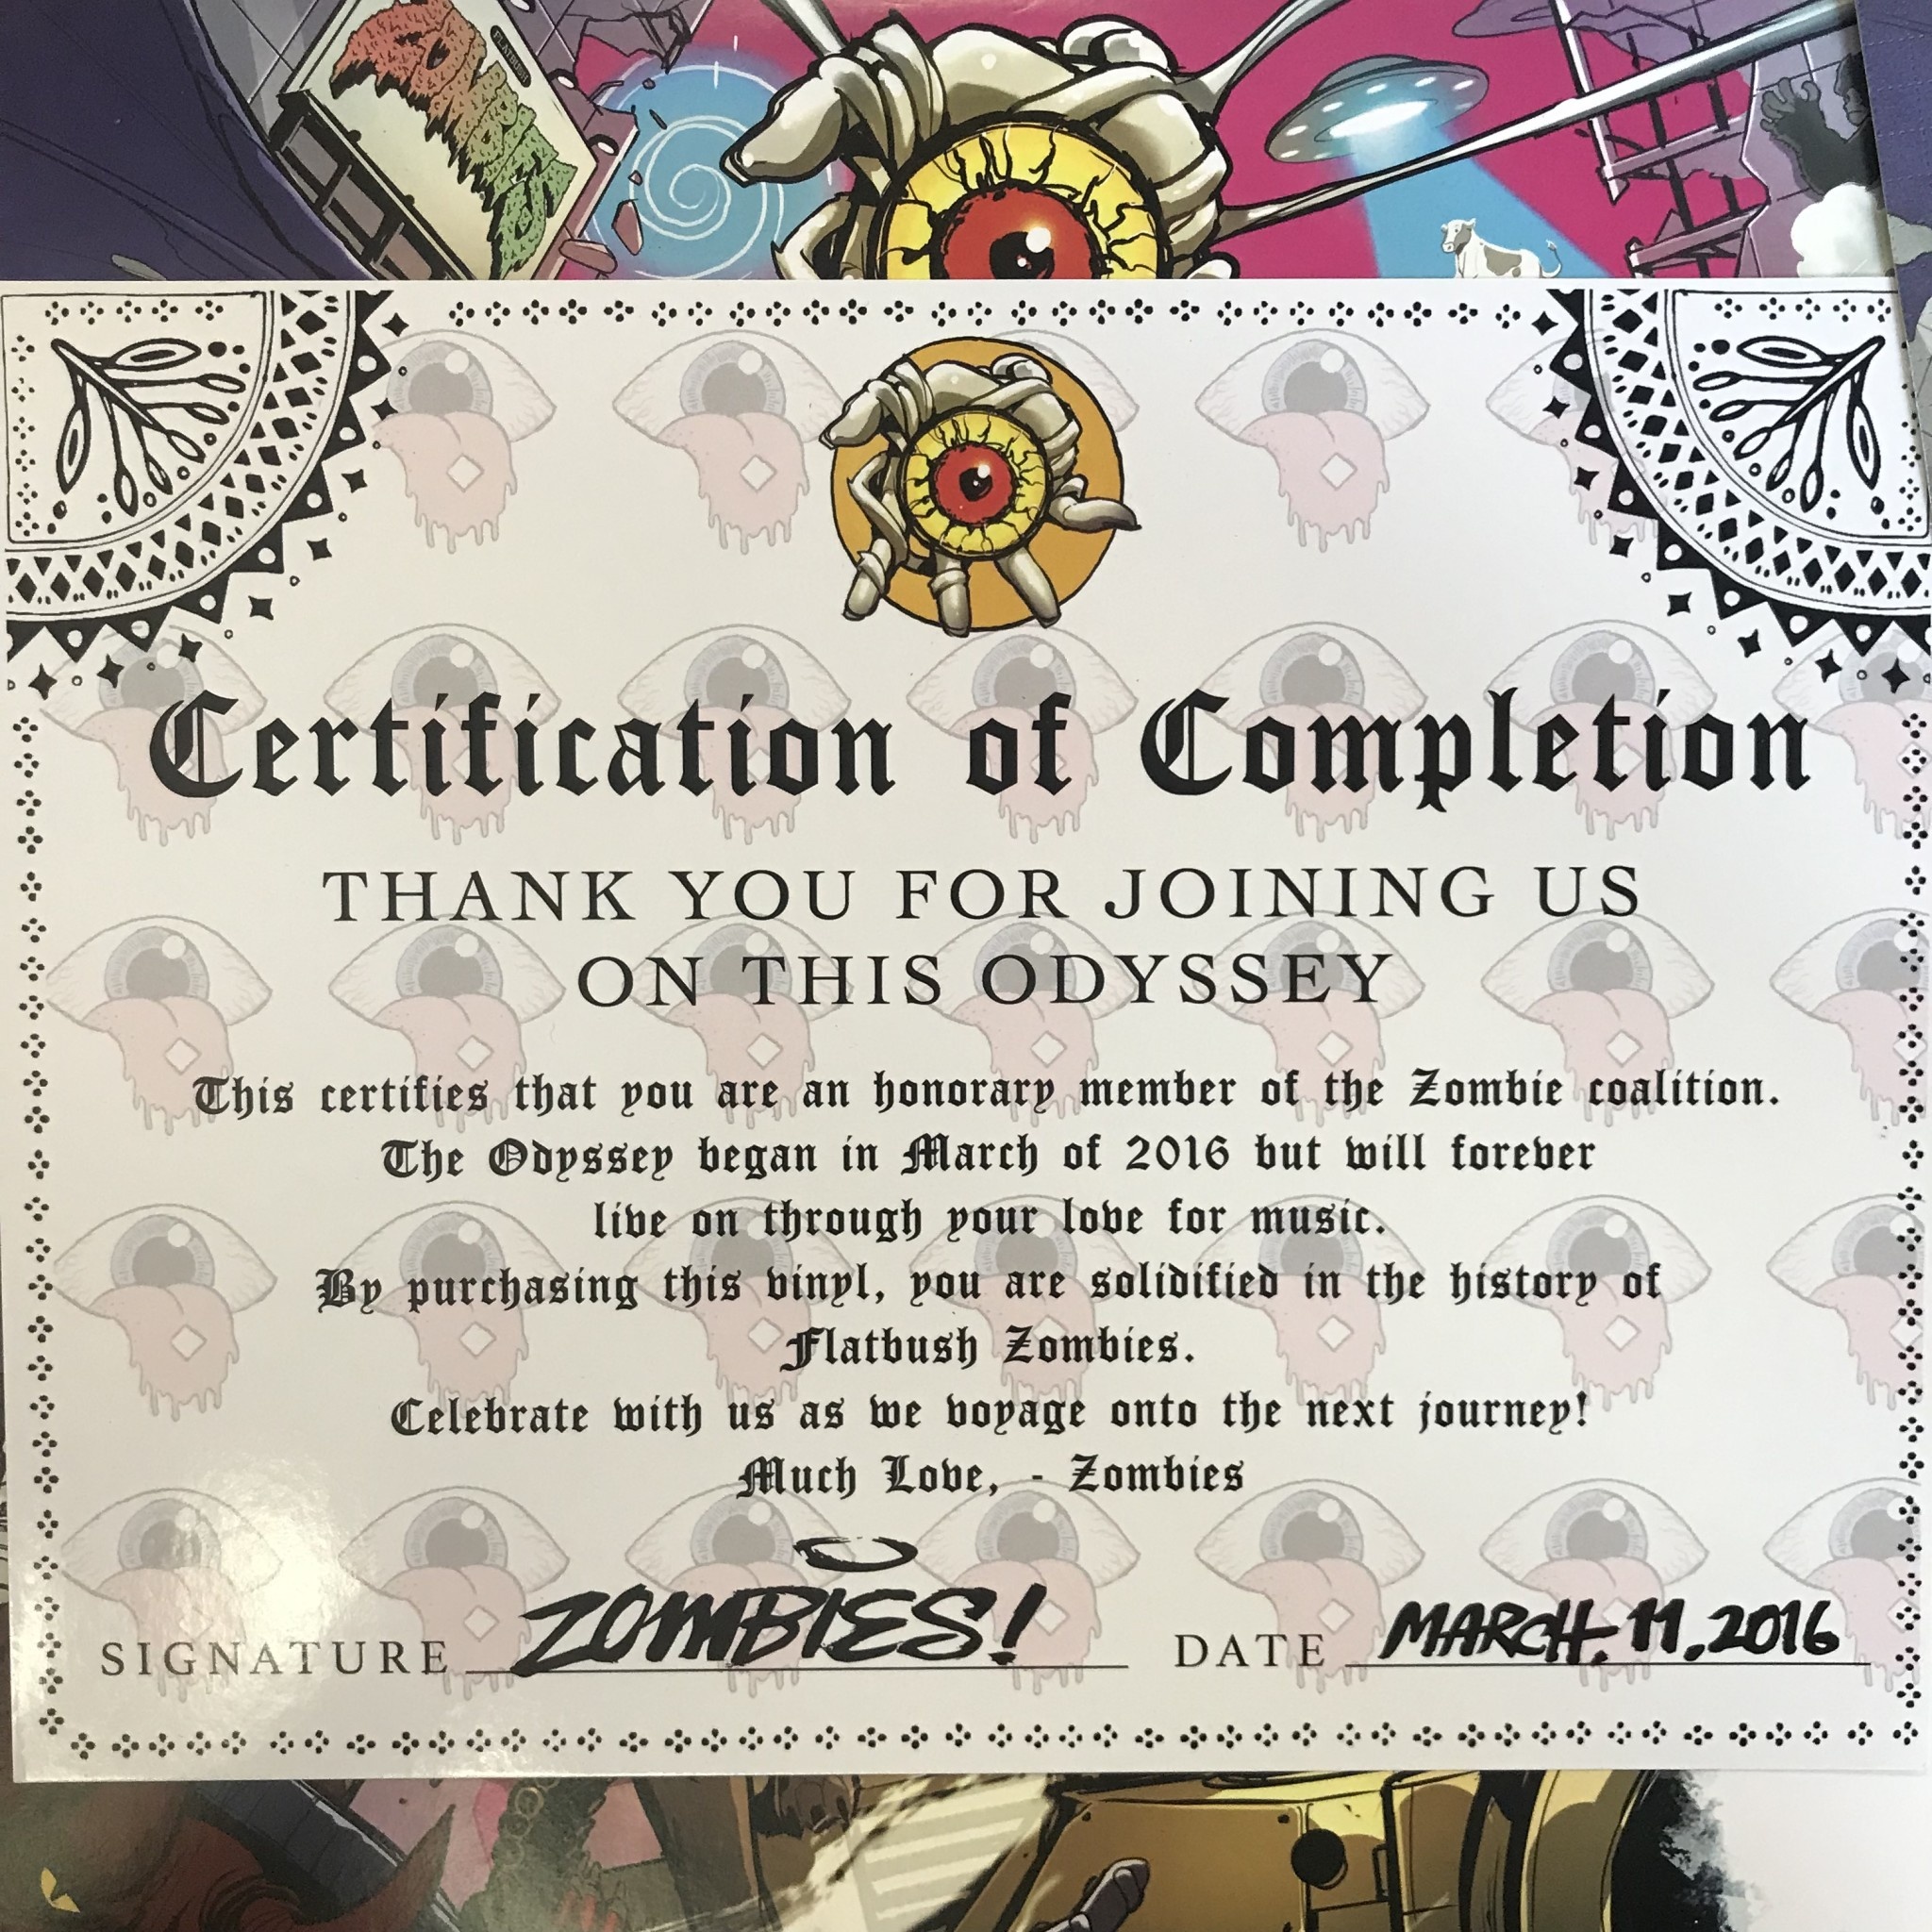 FLATBUSH
ZOMBIES
Certification of Completion
THANK YOU FOR JOINING US
ON THIS ODYSSEY
This certifies that you are an honorary member of the Zombie coalition.
The Odyssey began in March of 2016 but will forever
live on through your love for music.
By purchasing this vinyl, you are solidified in the history of
Flatbush Zombies.
Celebrate with us as we voyage onto the next journey!
Much Love, - Zombies
SIGNATURE ZOMBIES! DATE MARCH. 11, 2016